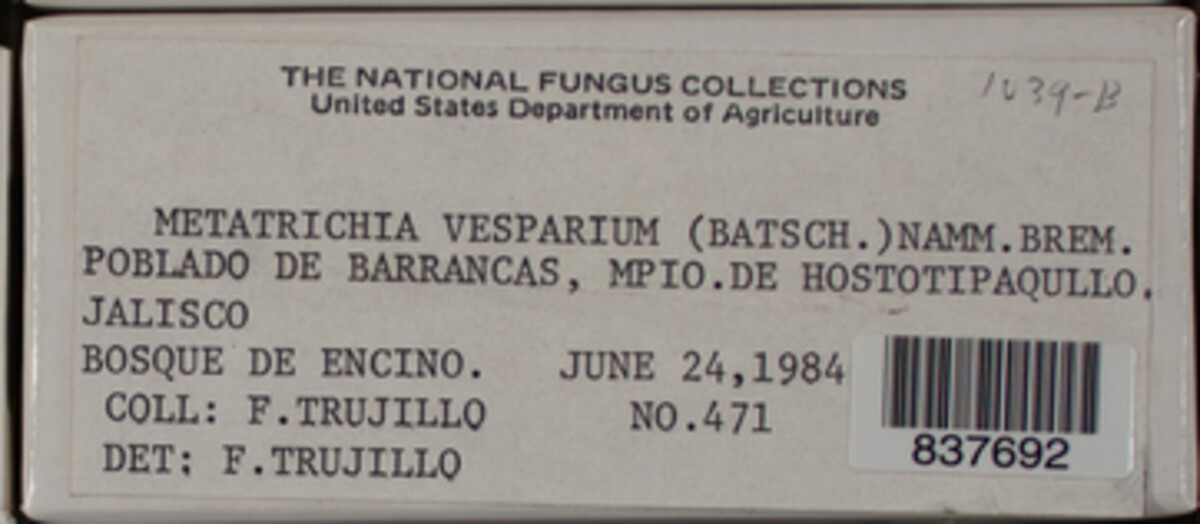 THE NATIONAL FUNGUS COLLECTIONS
United States Department of Agriculture
1039-B
METATRICHIA VESPARIUM (BATSCH.)NAMM.BREM.
POBLADO DE BARRANCAS, MPIO.DE HOSTOTIPAQULLO.
JALISCO
BOSQUE DE ENCINO. JUNE 24,1984
COLL: F.TRUJILLO NO.471
DET: F.TRUJILLO
837692